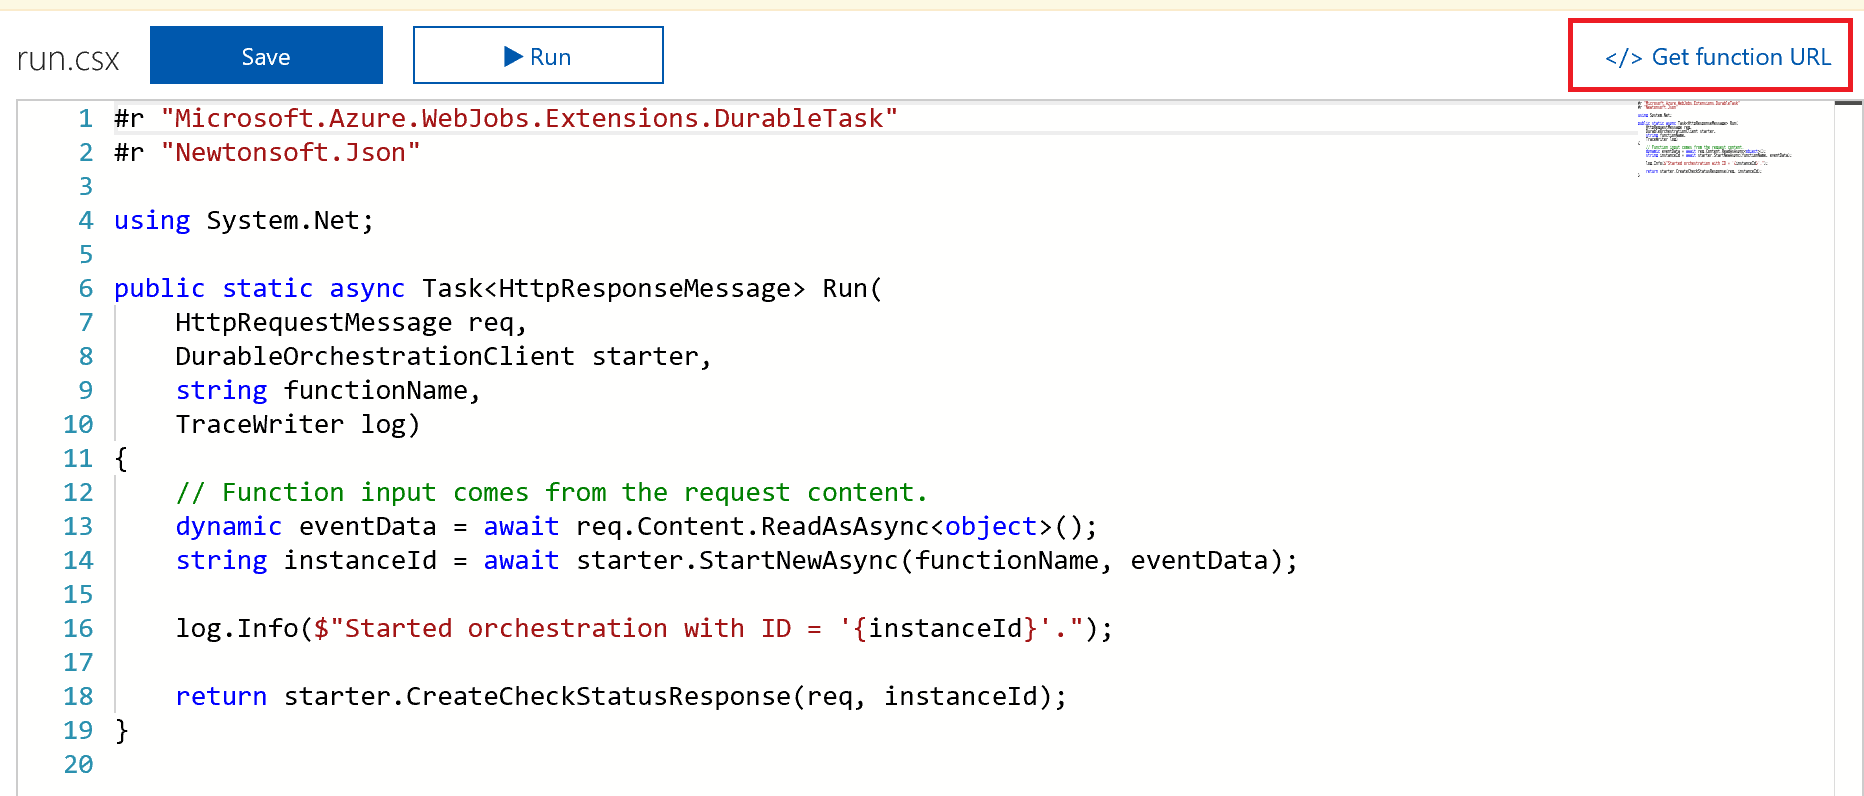 run.csx Save Run </> Get function URL
1 #r "Microsoft.Azure.WebJobs.Extensions.DurableTask"
2 #r "Newtonsoft.Json"
3
4 using System.Net;
5
6 public static async Task<HttpResponseMessage> Run(
7 HttpRequestMessage req,
8 DurableOrchestrationClient starter,
9 string functionName,
10 TraceWriter log)
11 {
12 // Function input comes from the request content.
13 dynamic eventData = await req.Content.ReadAsAsync<object>();
14 string instanceId = await starter.StartNewAsync(functionName, eventData);
15
16 log.Info($"Started orchestration with ID = '{instanceId}'.");
17
18 return starter.CreateCheckStatusResponse(req, instanceId);
19 }
20